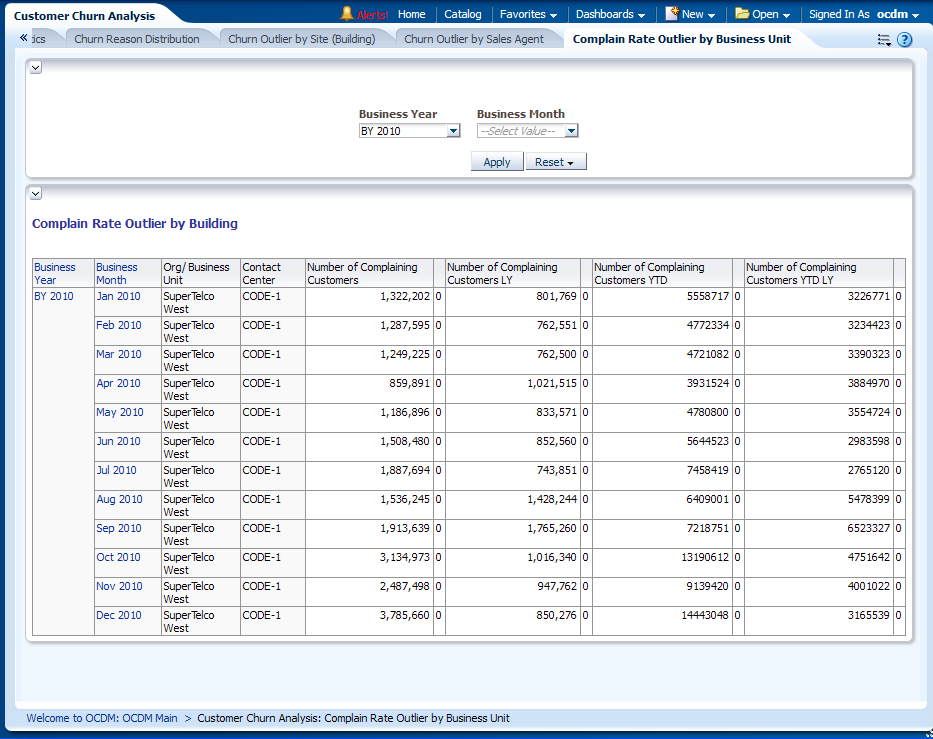 Customer Churn Analysis
Alerts! Home Catalog Favorites Dashboards New Open Signed In As ocdm
« tics Churn Reason Distribution Churn Outlier by Site (Building) Churn Outlier by Sales Agent Complain Rate Outlier by Business Unit ?
Business Year Business Month
BY 2010 --Select Value--
Apply Reset
Complain Rate Outlier by Building
Business Year Business Month Org/ Business Unit Contact Center Number of Complaining Customers Number of Complaining Customers LY Number of Complaining Customers YTD Number of Complaining Customers YTD LY
BY 2010 Jan 2010 SuperTelco West CODE-1 1,322,202 0 801,769 0 5558717 0 3226771 0
Feb 2010 SuperTelco West CODE-1 1,287,595 0 762,551 0 4772334 0 3234423 0
Mar 2010 SuperTelco West CODE-1 1,249,225 0 762,500 0 4721082 0 3390323 0
Apr 2010 SuperTelco West CODE-1 859,891 0 1,021,515 0 3931524 0 3884970 0
May 2010 SuperTelco West CODE-1 1,186,896 0 833,571 0 4780800 0 3554724 0
Jun 2010 SuperTelco West CODE-1 1,508,480 0 852,560 0 5644523 0 2983598 0
Jul 2010 SuperTelco West CODE-1 1,887,694 0 743,851 0 7458419 0 2765120 0
Aug 2010 SuperTelco West CODE-1 1,536,245 0 1,428,244 0 6409001 0 5478399 0
Sep 2010 SuperTelco West CODE-1 1,913,639 0 1,765,260 0 7218751 0 6523327 0
Oct 2010 SuperTelco West CODE-1 3,134,973 0 1,016,340 0 13190612 0 4751642 0
Nov 2010 SuperTelco West CODE-1 2,487,498 0 947,762 0 9139420 0 4001022 0
Dec 2010 SuperTelco West CODE-1 3,785,660 0 850,276 0 14443048 0 3165539 0
Welcome to OCDM: OCDM Main > Customer Churn Analysis: Complain Rate Outlier by Business Unit